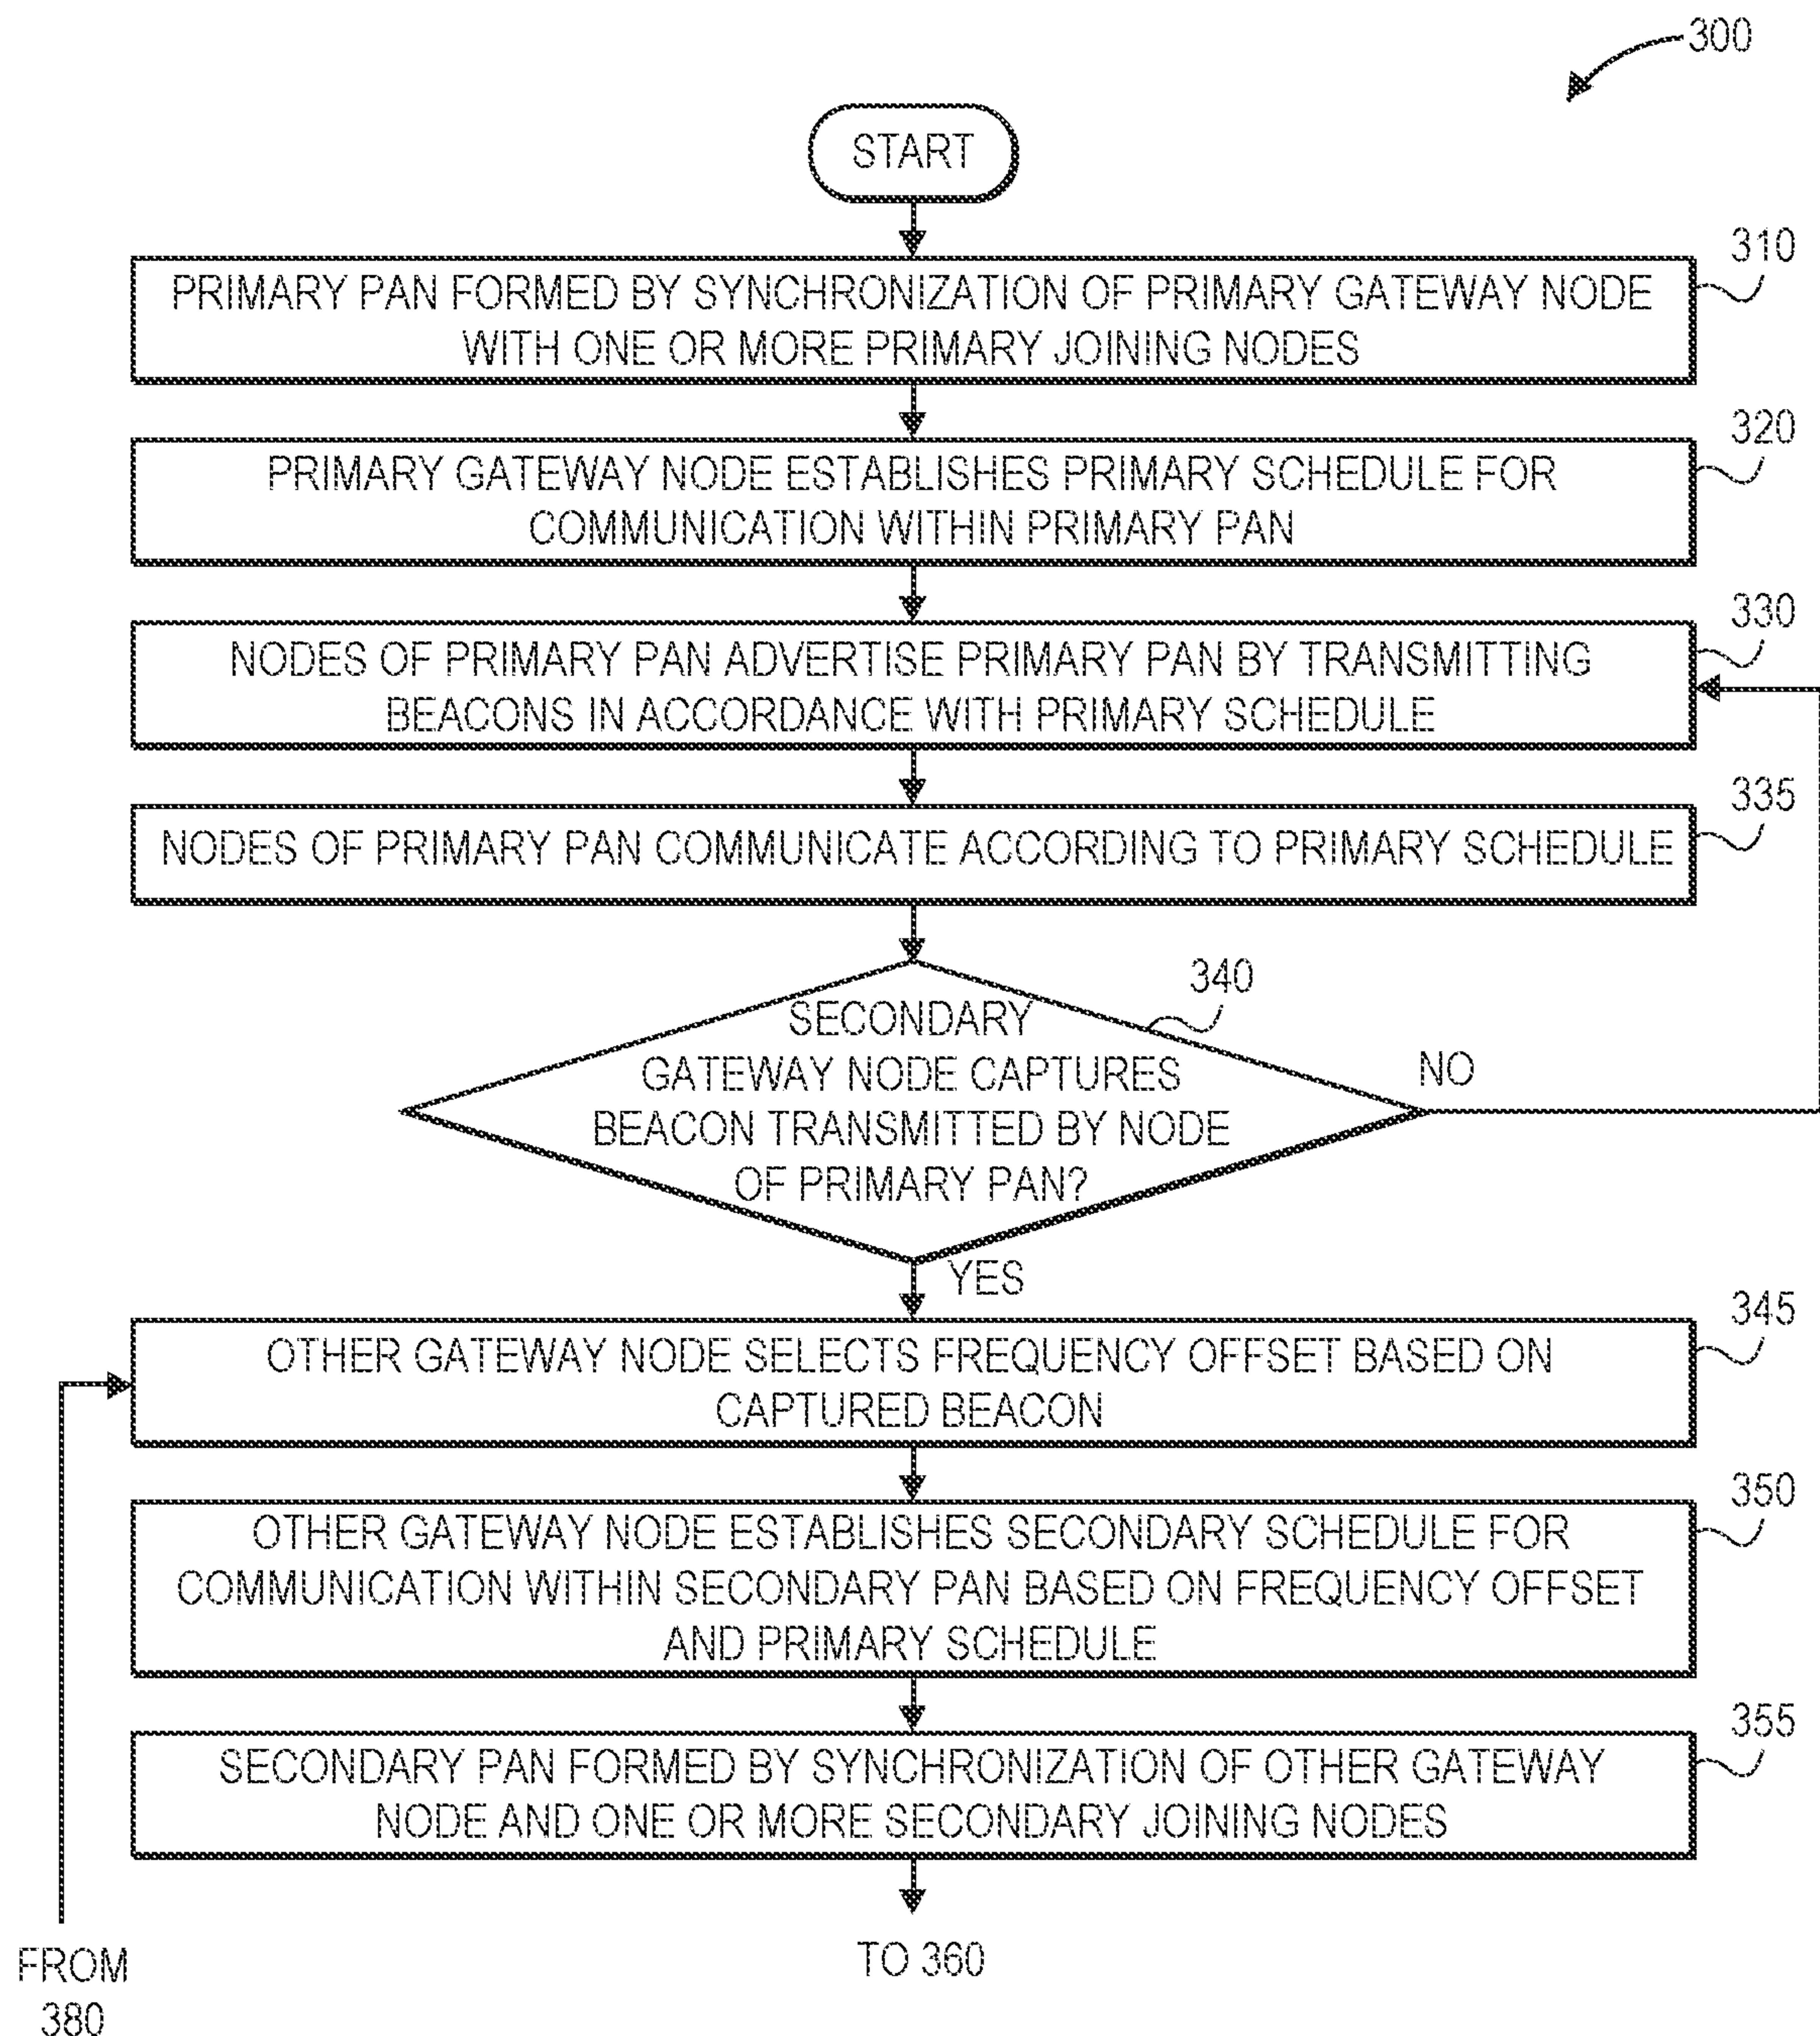 300
START
310
PRIMARY PAN FORMED BY SYNCHRONIZATION OF PRIMARY GATEWAY NODE
WITH ONE OR MORE PRIMARY JOINING NODES
320
PRIMARY GATEWAY NODE ESTABLISHES PRIMARY SCHEDULE FOR
COMMUNICATION WITHIN PRIMARY PAN
330
NODES OF PRIMARY PAN ADVERTISE PRIMARY PAN BY TRANSMITTING
BEACONS IN ACCORDANCE WITH PRIMARY SCHEDULE
335
NODES OF PRIMARY PAN COMMUNICATE ACCORDING TO PRIMARY SCHEDULE
340
SECONDARY
GATEWAY NODE CAPTURES
BEACON TRANSMITTED BY NODE
OF PRIMARY PAN?
NO
YES
345
OTHER GATEWAY NODE SELECTS FREQUENCY OFFSET BASED ON
CAPTURED BEACON
350
OTHER GATEWAY NODE ESTABLISHES SECONDARY SCHEDULE FOR
COMMUNICATION WITHIN SECONDARY PAN BASED ON FREQUENCY OFFSET
AND PRIMARY SCHEDULE
355
SECONDARY PAN FORMED BY SYNCHRONIZATION OF OTHER GATEWAY
NODE AND ONE OR MORE SECONDARY JOINING NODES
FROM
380
TO 360